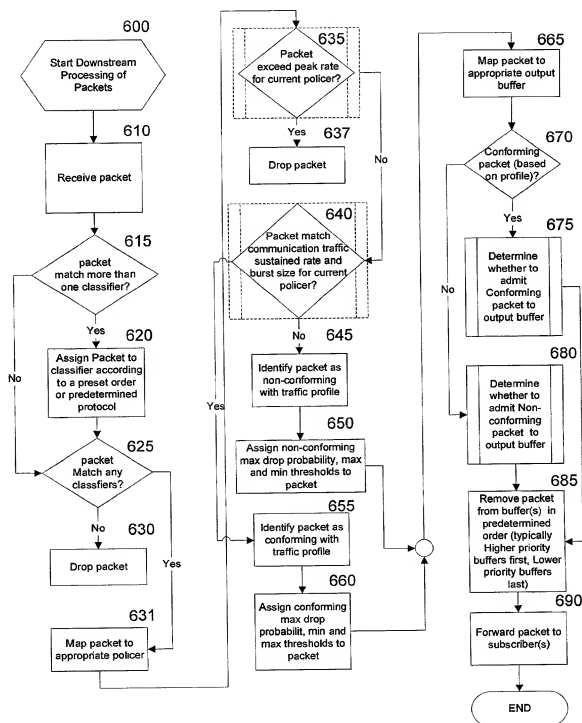 600
Start Downstream
Processing of
Packets
610
Receive packet
615
packet
match more than
one classifier?
Yes
No
620
Assign Packet to
classifier according
to a preset order
or predetermined
protocol
625
packet
Match any
classfiers?
No
Yes
630
Drop packet
631
Map packet to
appropriate policer
635
Packet
exceed peak rate
for current policer?
Yes
No
637
Drop packet
640
Packet match
communication traffic
sustained rate and
burst size for current
policer?
No
Yes
645
Identify packet as
non-conforming
with traffic profile
650
Assign non-conforming
max drop probability, max
and min thresholds to
packet
655
Identify packet as
conforming with
traffic profile
660
Assign conforming
max drop
probabilit, min and
max thresholds to
packet
665
Map packet to
appropriate output
buffer
670
Conforming
packet (based
on profile)?
Yes
No
675
Determine
whether to
admit
Conforming
packet to
output buffer
680
Determine
whether to
admit Non-
conforming
packet to
output buffer
685
Remove packet
from buffer(s) in
predetermined
order (typically
Higher priority
buffers first, Lower
priority buffers
last)
690
Forward packet to
subscriber(s)
END